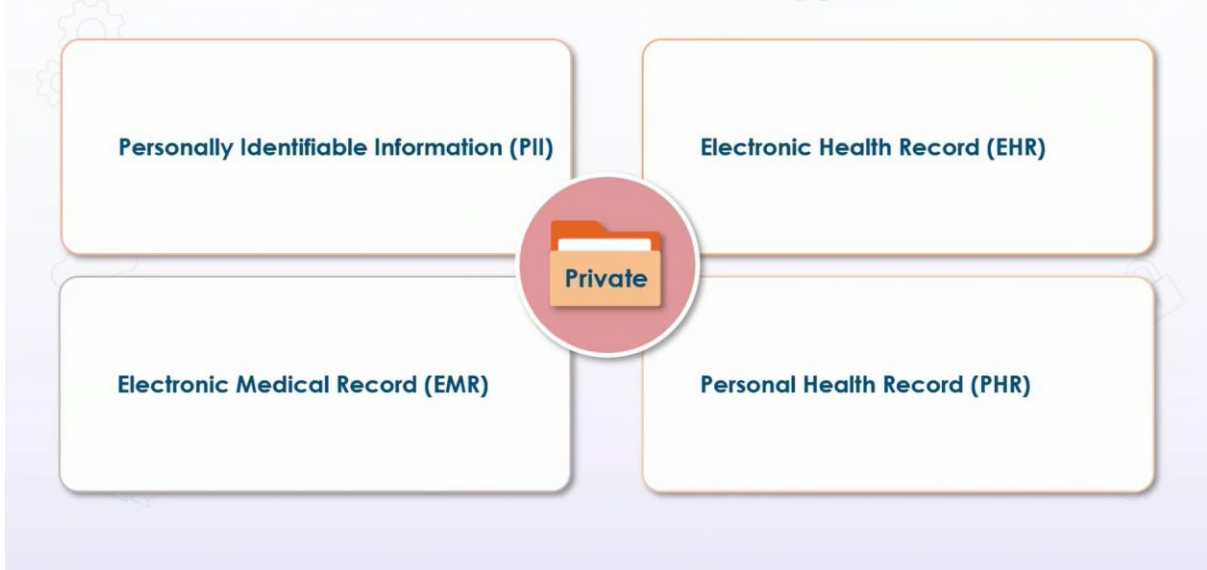 Personally Identifiable Information (PII)
Electronic Health Record (EHR)
Private
Electronic Medical Record (EMR)
Personal Health Record (PHR)